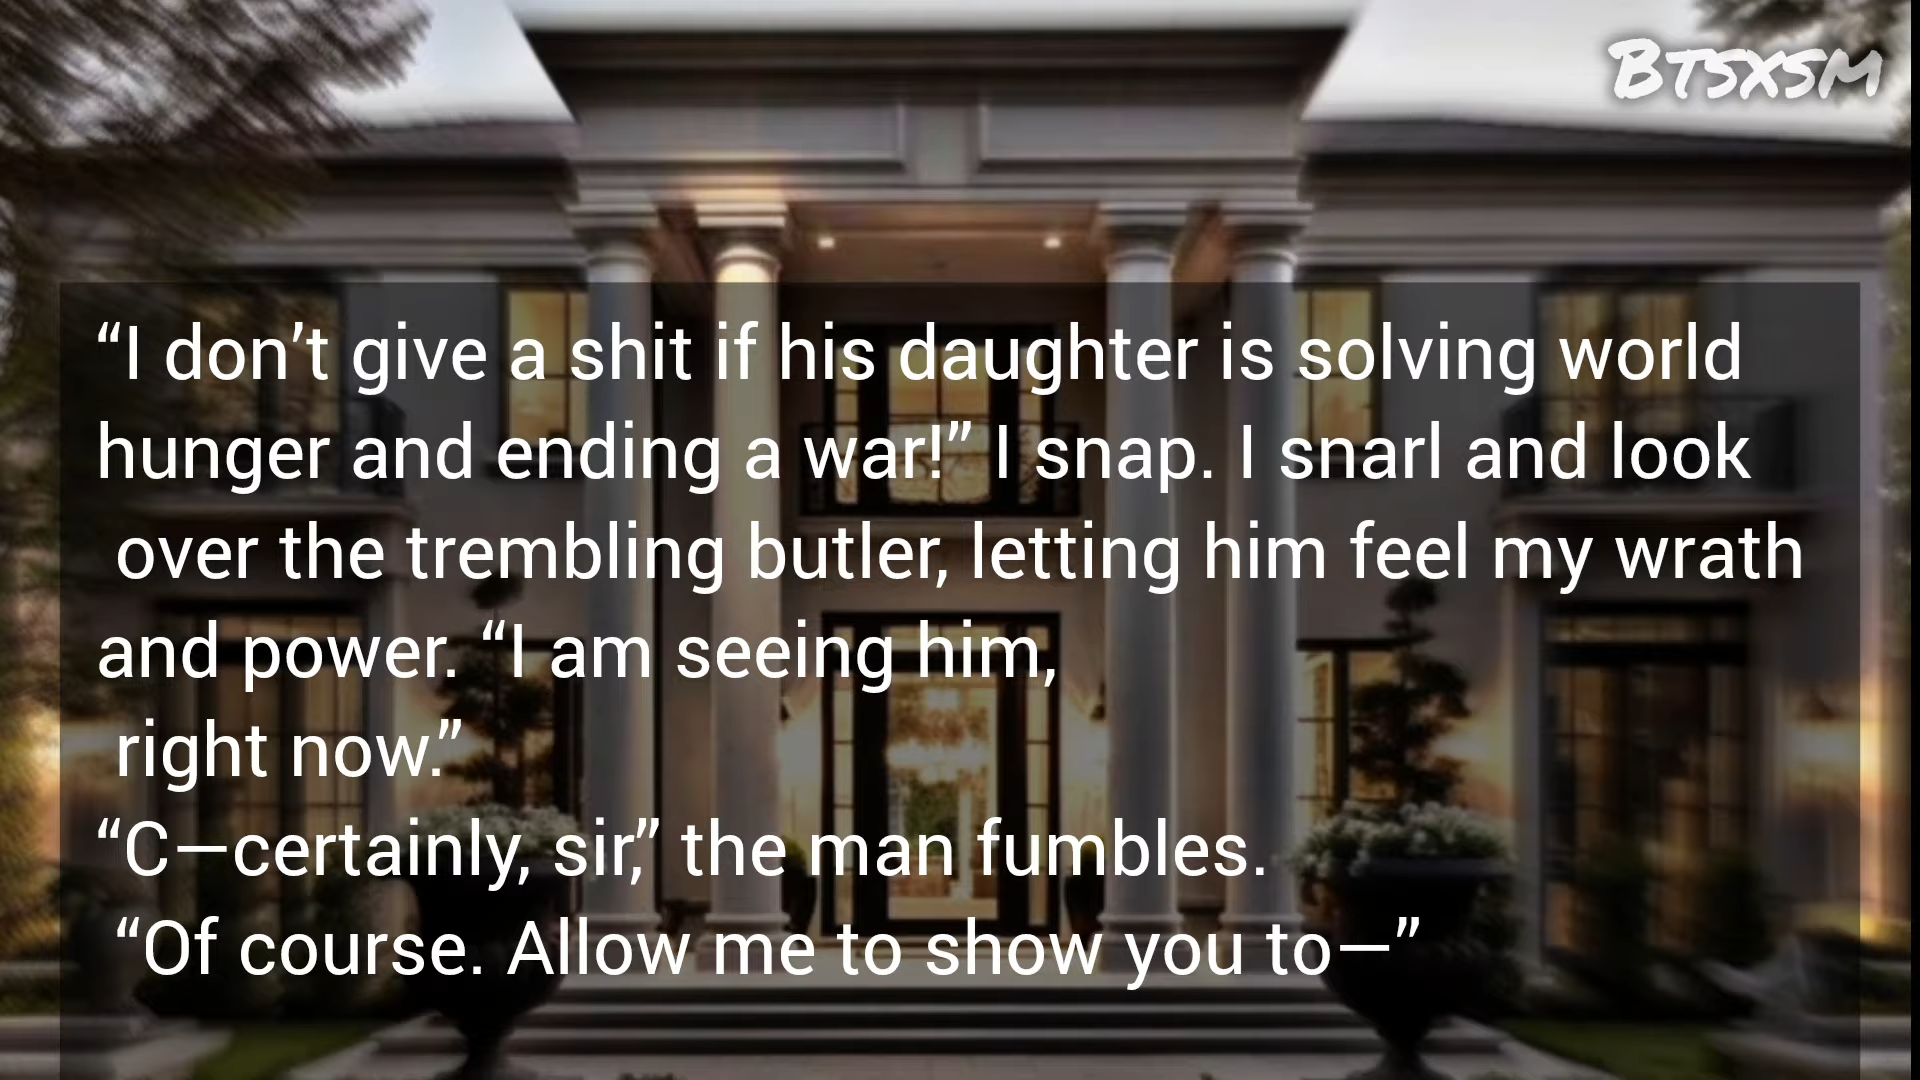 BTSXSM
“I don’t give a shit if his daughter is solving world
hunger and ending a war!” I snap. I snarl and look
over the trembling butler, letting him feel my wrath
and power. “I am seeing him,
right now.”
“C—certainly, sir,” the man fumbles.
“Of course. Allow me to show you to—”